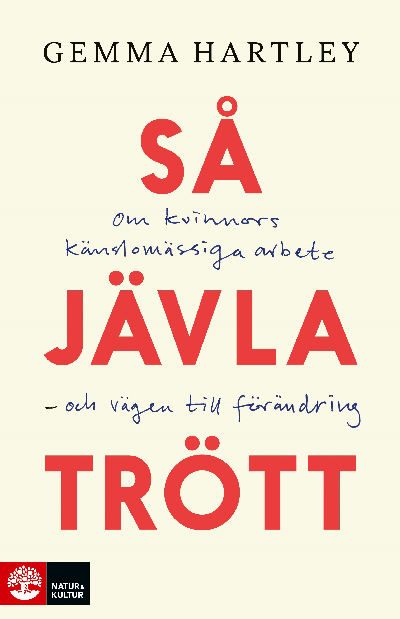 GEMMA HARTLEY
SÅ
om kvinnors
känslomässiga arbete
JÄVLA
– och vägen till förändring
TRÖTT
NATUR &
KULTUR